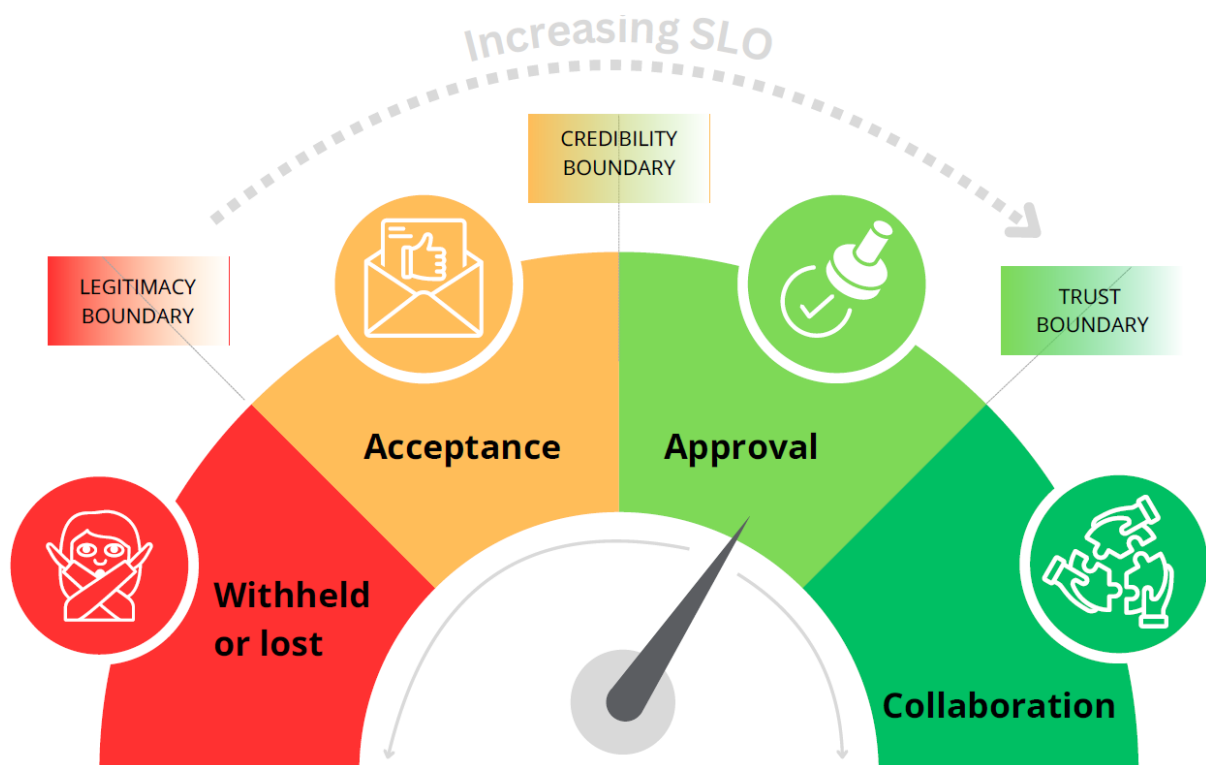 Increasing SLO
CREDIBILITY
BOUNDARY
LEGITIMACY
BOUNDARY
TRUST
BOUNDARY
Acceptance
Approval
Withheld
or lost
Collaboration